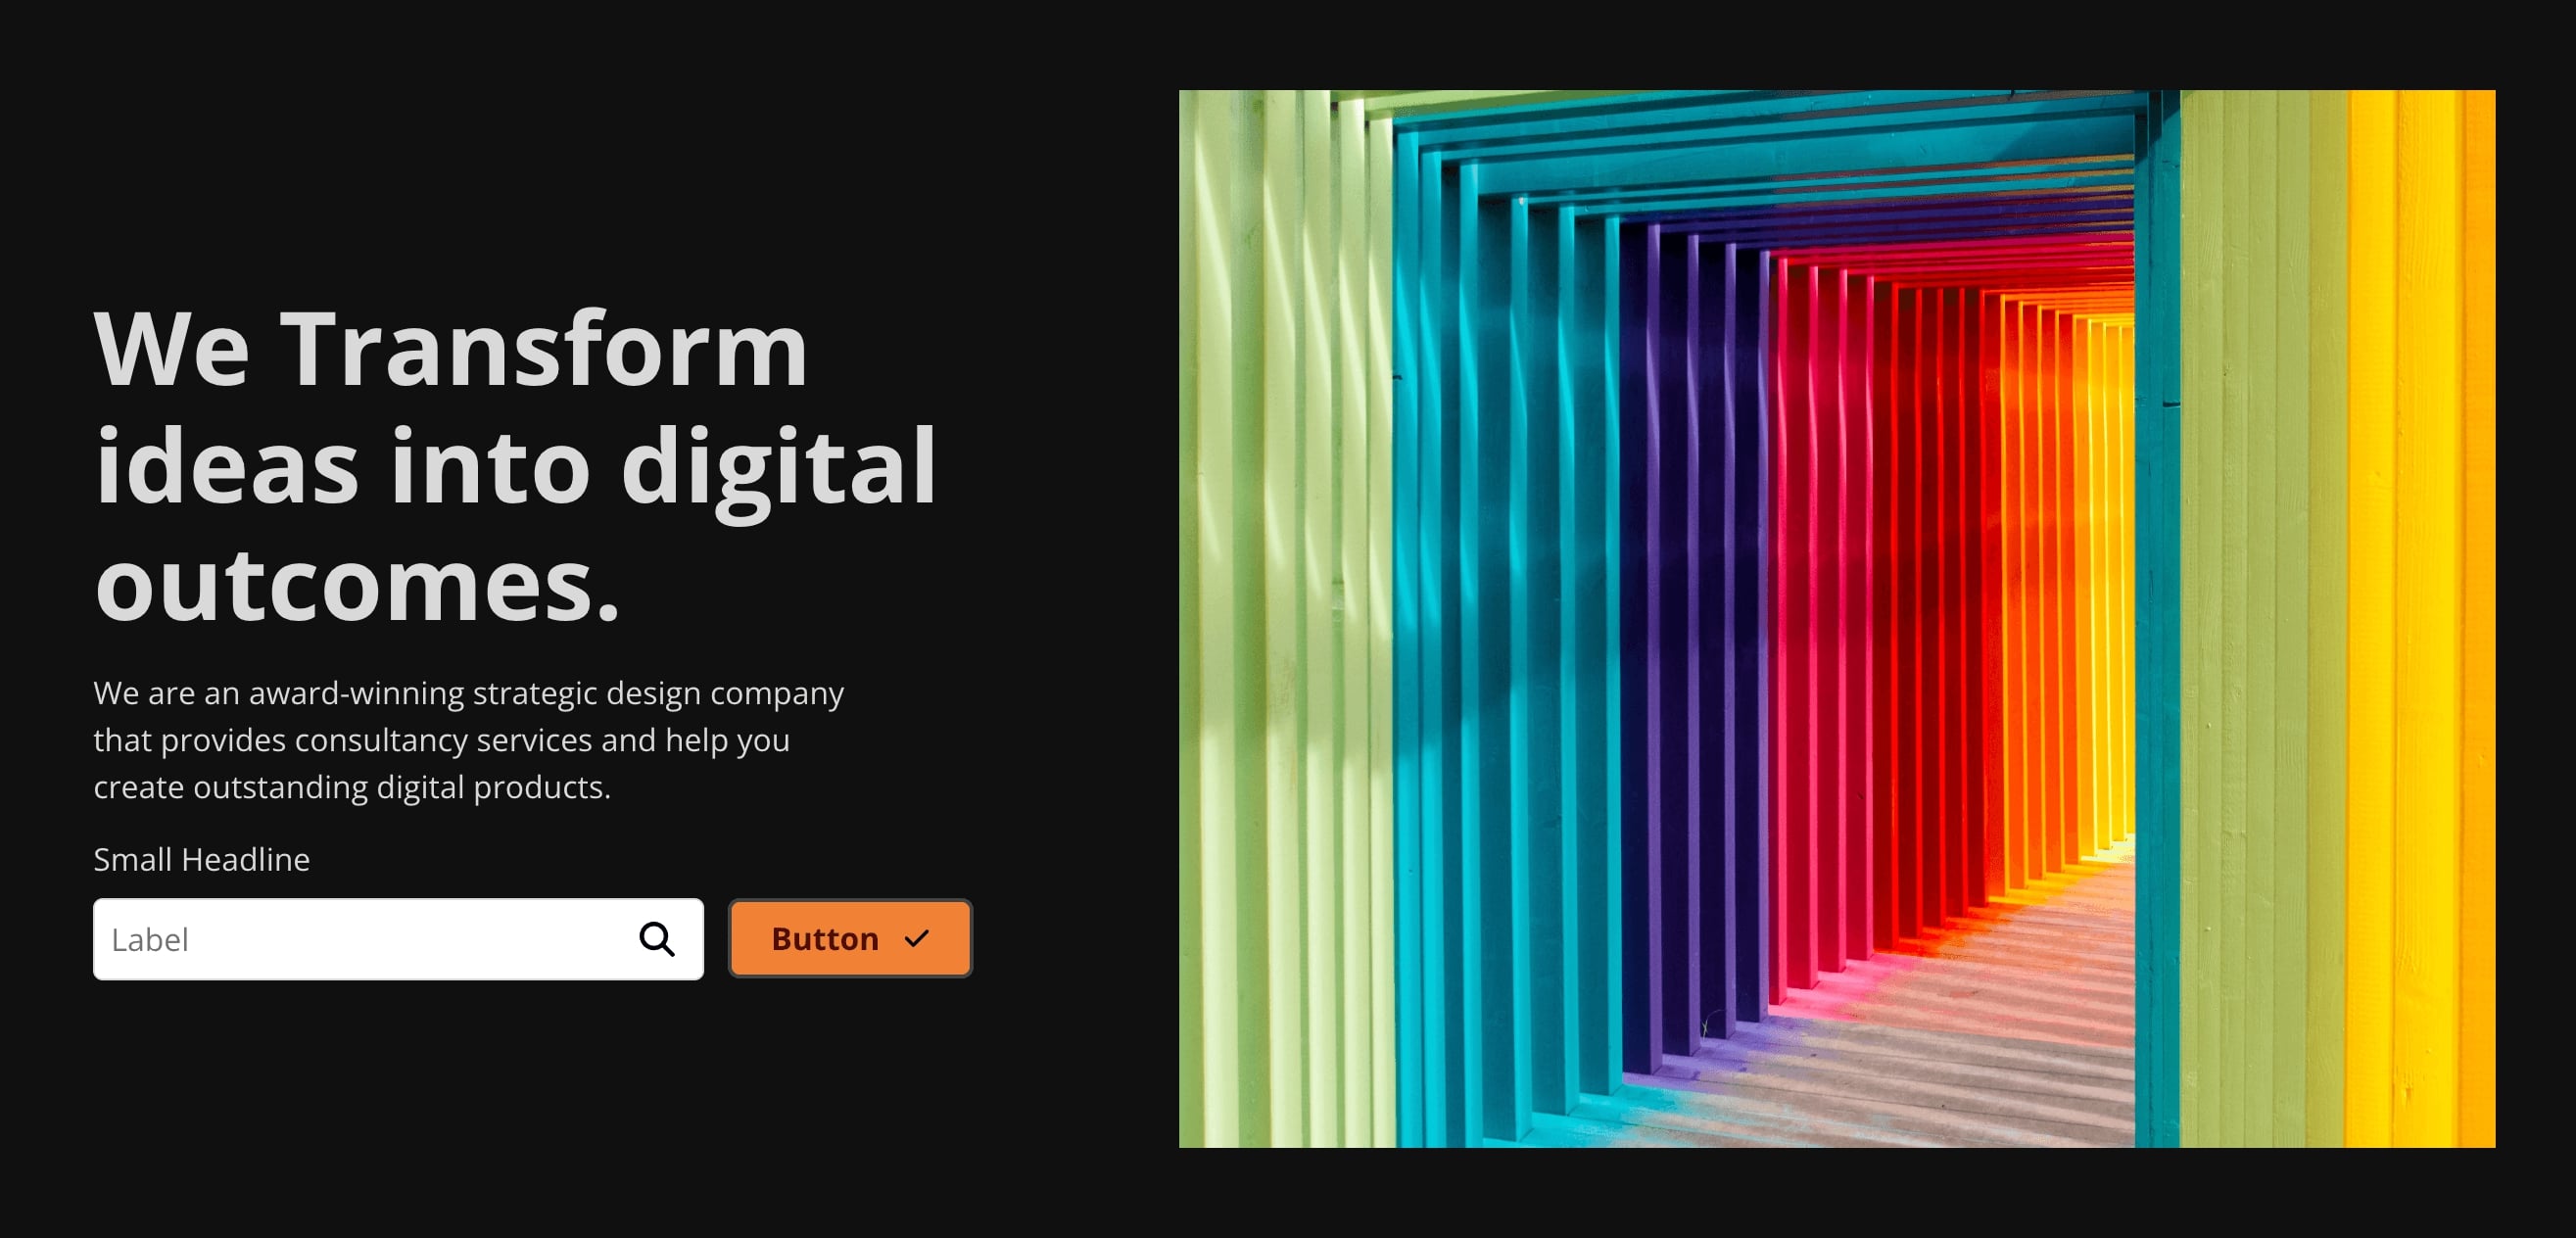 We Transform
ideas into digital
outcomes.
We are an award-winning strategic design company
that provides consultancy services and help you
create outstanding digital products.
Small Headline
Label
Button